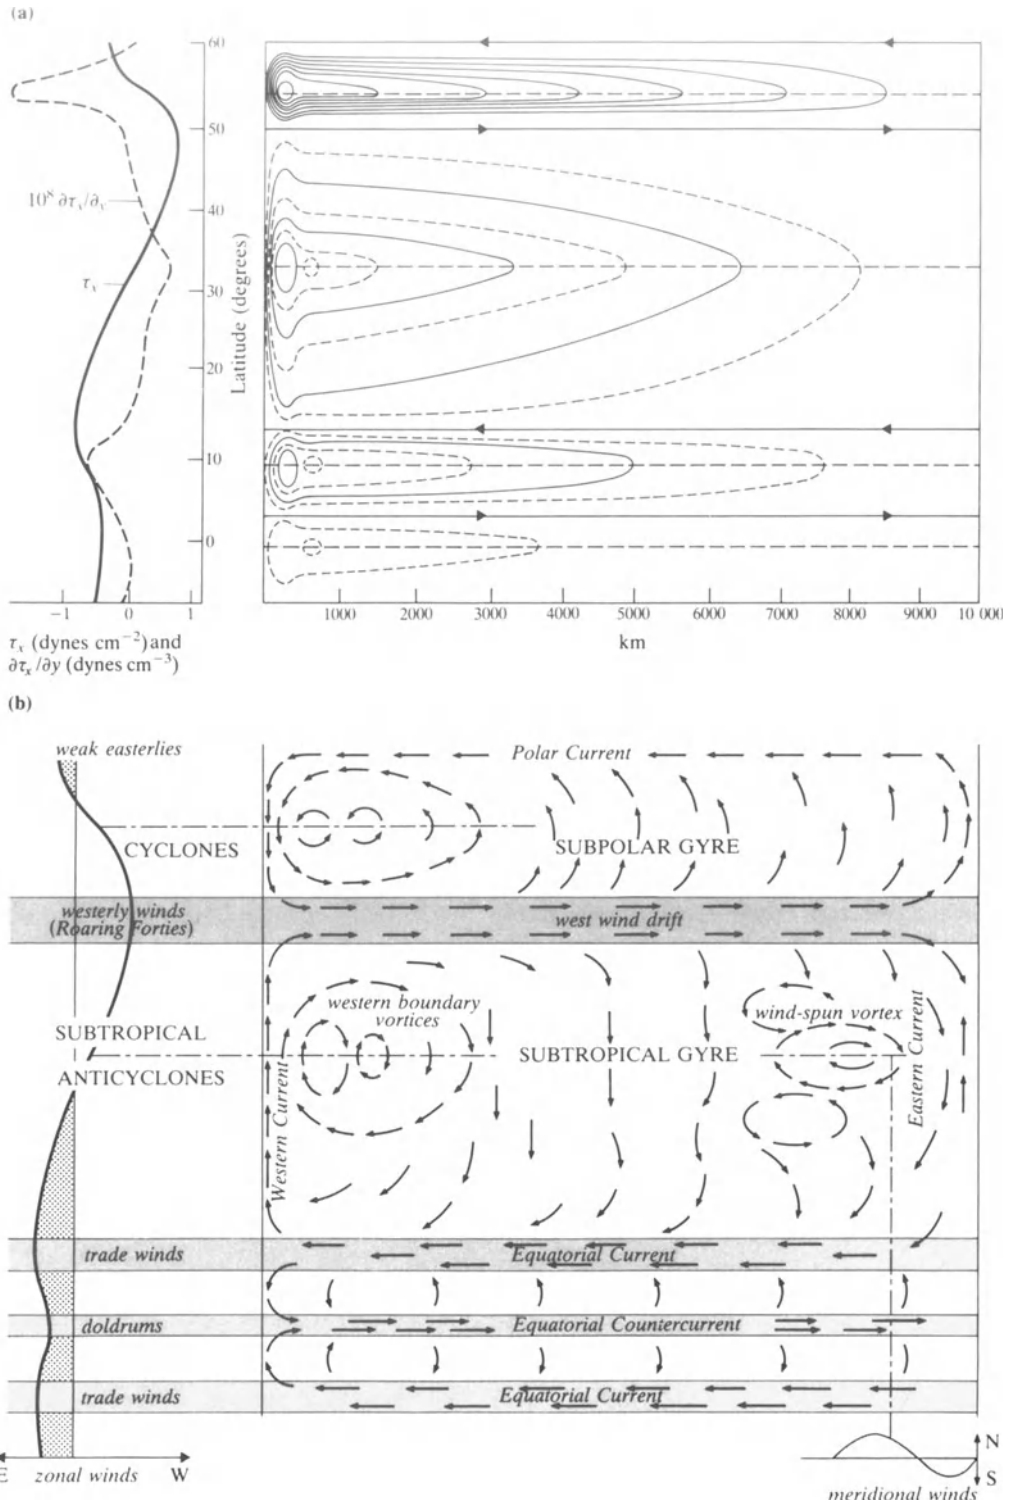 (a)
60
50
40
30
20
10
0
Latitude (degrees)
10⁸ ∂τₓ/∂ₓ
τₓ
−1 0 1
τₓ (dynes cm⁻²) and
∂τₓ/∂y (dynes cm⁻³)
1000 2000 3000 4000 5000 6000 7000 8000 9000 10 000
km
(b)
weak easterlies
Polar Current
CYCLONES
SUBPOLAR GYRE
westerly winds
(Roaring Forties)
west wind drift
western boundary
vortices
wind-spun vortex
SUBTROPICAL
ANTICYCLONES
SUBTROPICAL GYRE
Western Current
Eastern Current
trade winds
Equatorial Current
doldrums
Equatorial Countercurrent
trade winds
Equatorial Current
E zonal winds W
N
S
meridional winds